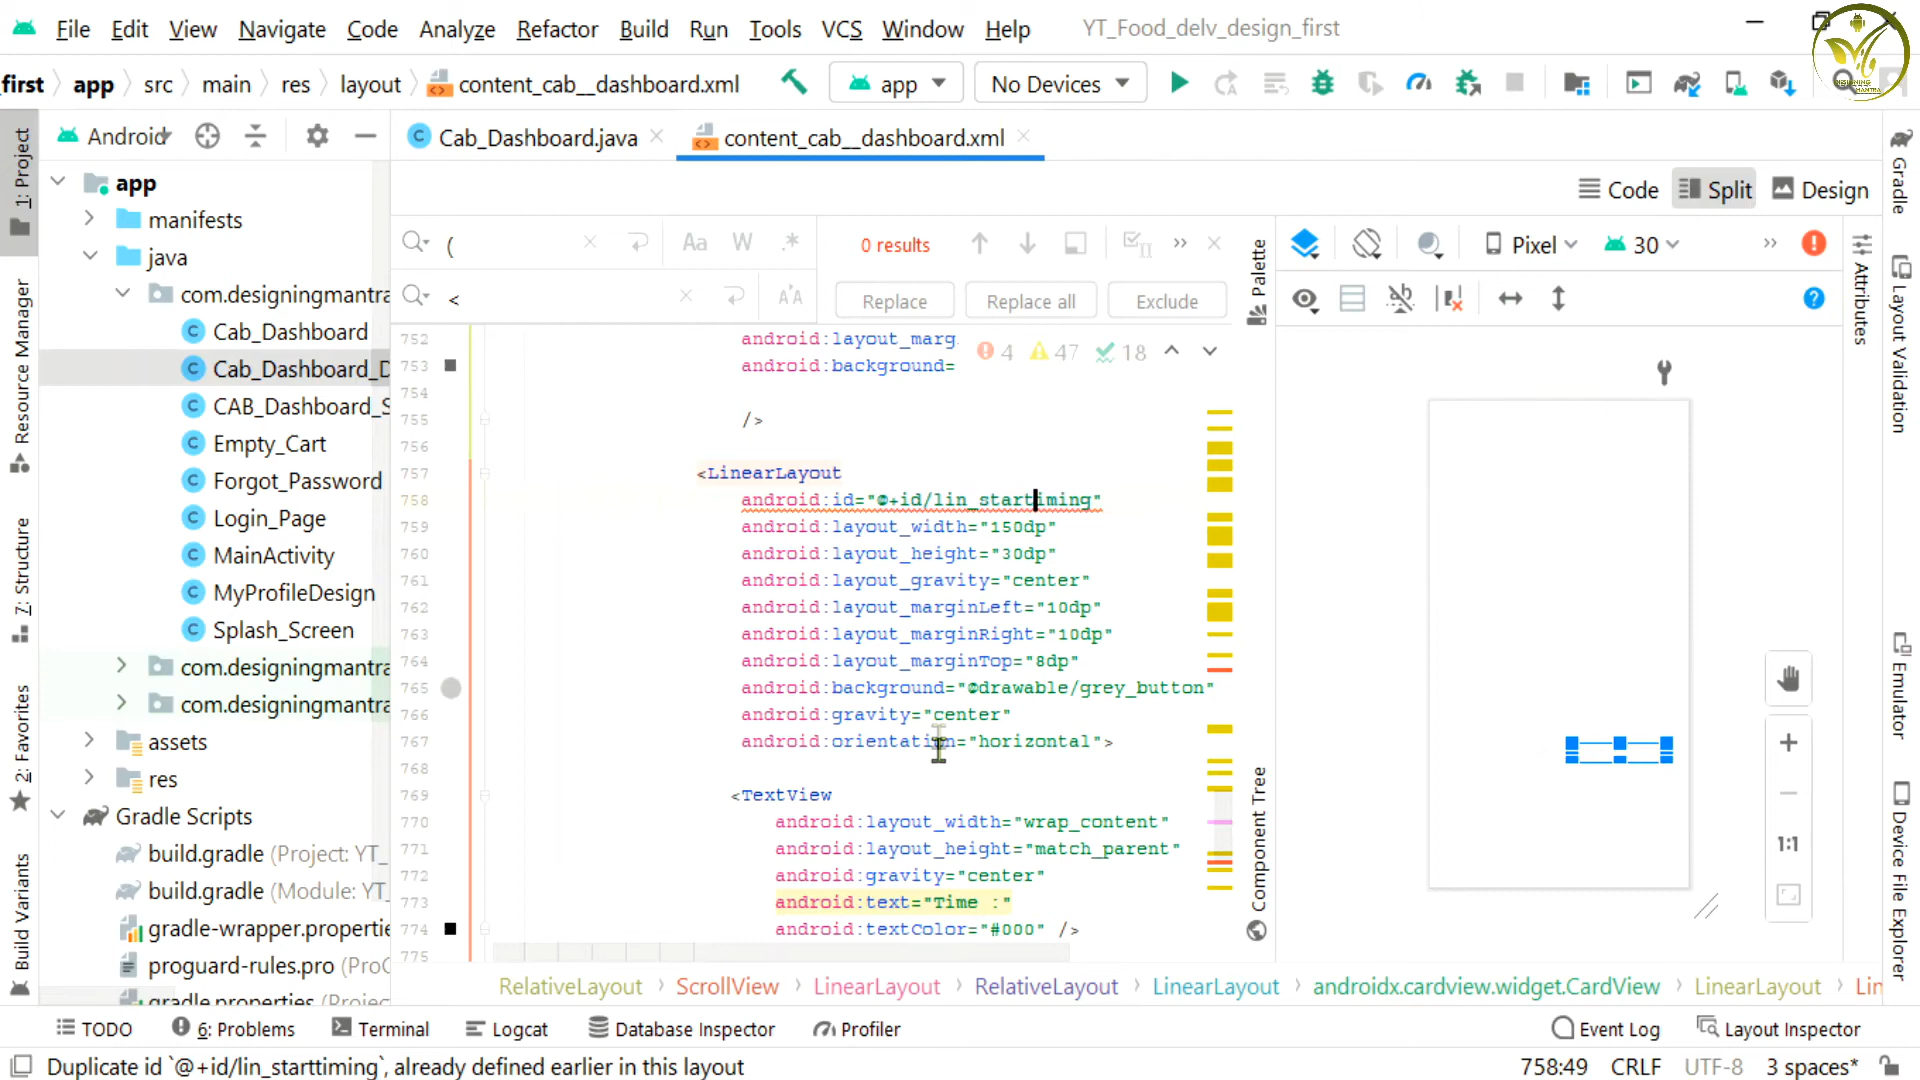 File Edit View Navigate Code Analyze Refactor Build Run Tools VCS Window Help YT_Food_delv_design_first
first app src main res layout content_cab__dashboard.xml app No Devices
Android
Cab_Dashboard.java content_cab__dashboard.xml
Code Split Design
app
manifests
java
com.designingmantra
Cab_Dashboard
Cab_Dashboard_D
CAB_Dashboard_S
Empty_Cart
Forgot_Password
Login_Page
MainActivity
MyProfileDesign
Splash_Screen
com.designingmantra
com.designingmantra
assets
res
Gradle Scripts
build.gradle (Project: YT_
build.gradle (Module: YT_
gradle-wrapper.propertie
proguard-rules.pro (ProG
gradle.properties (Project
1: Project
Resource Manager
7: Structure
2: Favorites
Build Variants
( Aa W .* 0 results
< AA Replace Replace all Exclude
4 47 18
752 android:layout_marg
753 android:background=
754
755 />
756
757 <LinearLayout
758 android:id="@+id/lin_startiming"
759 android:layout_width="150dp"
760 android:layout_height="30dp"
761 android:layout_gravity="center"
762 android:layout_marginLeft="10dp"
763 android:layout_marginRight="10dp"
764 android:layout_marginTop="8dp"
765 android:background="@drawable/grey_button"
766 android:gravity="center"
767 android:orientation="horizontal">
768
769 <TextView
770 android:layout_width="wrap_content"
771 android:layout_height="match_parent"
772 android:gravity="center"
773 android:text="Time :"
774 android:textColor="#000" />
775
RelativeLayout ScrollView LinearLayout RelativeLayout LinearLayout androidx.cardview.widget.CardView LinearLayout Lin
Palette
Component Tree
Pixel 30
1:1
Attributes
Gradle
Layout Validation
Emulator
Device File Explorer
TODO 6: Problems Terminal Logcat Database Inspector Profiler Event Log Layout Inspector
Duplicate id `@+id/lin_starttiming`, already defined earlier in this layout 758:49 CRLF UTF-8 3 spaces*